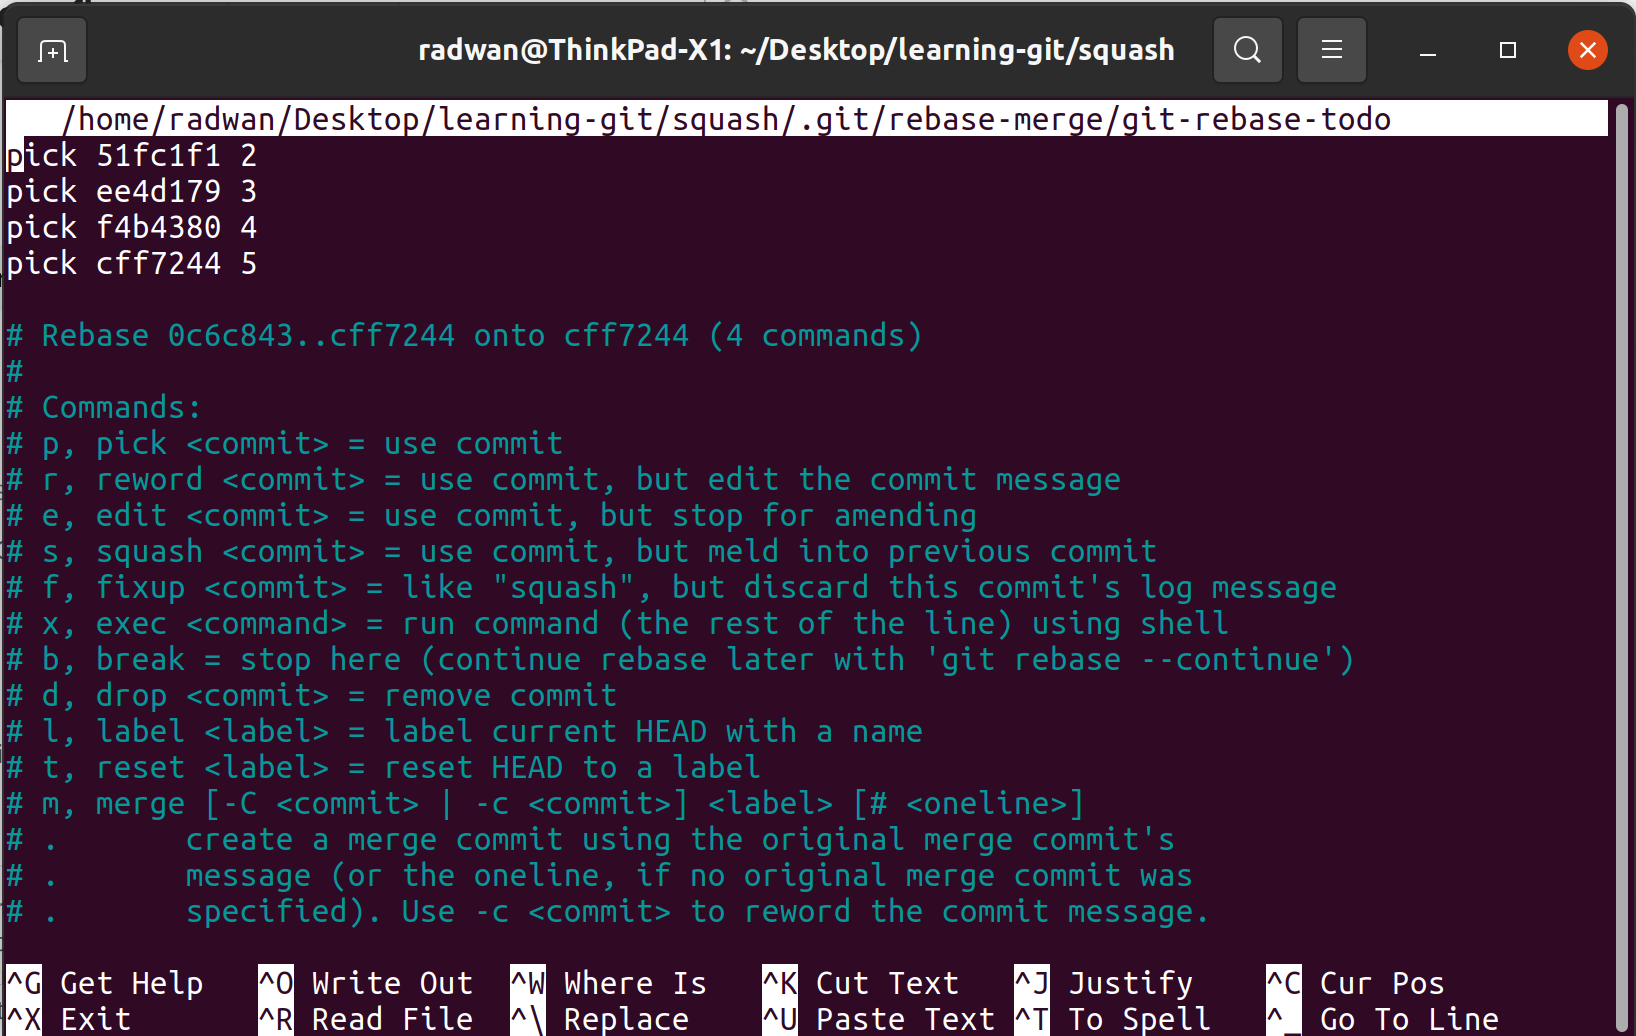 radwan@ThinkPad-X1: ~/Desktop/learning-git/squash
/home/radwan/Desktop/learning-git/squash/.git/rebase-merge/git-rebase-todo
pick 51fc1f1 2
pick ee4d179 3
pick f4b4380 4
pick cff7244 5
# Rebase 0c6c843..cff7244 onto cff7244 (4 commands)
#
# Commands:
# p, pick <commit> = use commit
# r, reword <commit> = use commit, but edit the commit message
# e, edit <commit> = use commit, but stop for amending
# s, squash <commit> = use commit, but meld into previous commit
# f, fixup <commit> = like "squash", but discard this commit's log message
# x, exec <command> = run command (the rest of the line) using shell
# b, break = stop here (continue rebase later with 'git rebase --continue')
# d, drop <commit> = remove commit
# l, label <label> = label current HEAD with a name
# t, reset <label> = reset HEAD to a label
# m, merge [-C <commit> | -c <commit>] <label> [# <oneline>]
# .       create a merge commit using the original merge commit's
# .       message (or the oneline, if no original merge commit was
# .       specified). Use -c <commit> to reword the commit message.
^G Get Help   ^O Write Out  ^W Where Is   ^K Cut Text   ^J Justify    ^C Cur Pos
^X Exit       ^R Read File  ^\ Replace    ^U Paste Text ^T To Spell   ^_ Go To Line